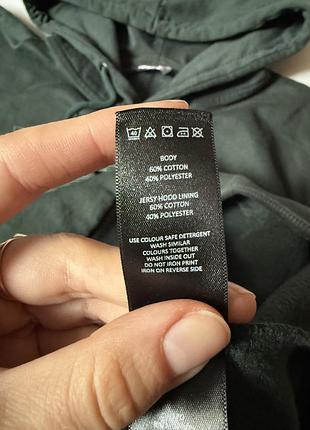 40
BODY
60% COTTON
40% POLYESTER
JERSY HOOD LINING
60% COTTON
40% POLYESTER
USE COLOUR SAFE DETERGENT
WASH SIMILAR
COLOURS TOGETHER
WASH INSIDE OUT
DO NOT IRON PRINT
IRON ON REVERSE SIDE